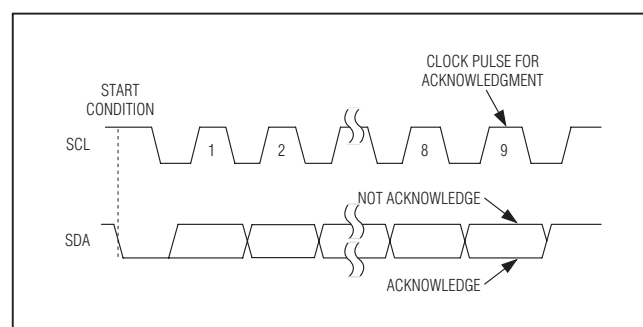 CLOCK PULSE FOR
ACKNOWLEDGMENT
START
CONDITION
SCL
1
2
8
9
NOT ACKNOWLEDGE
SDA
ACKNOWLEDGE